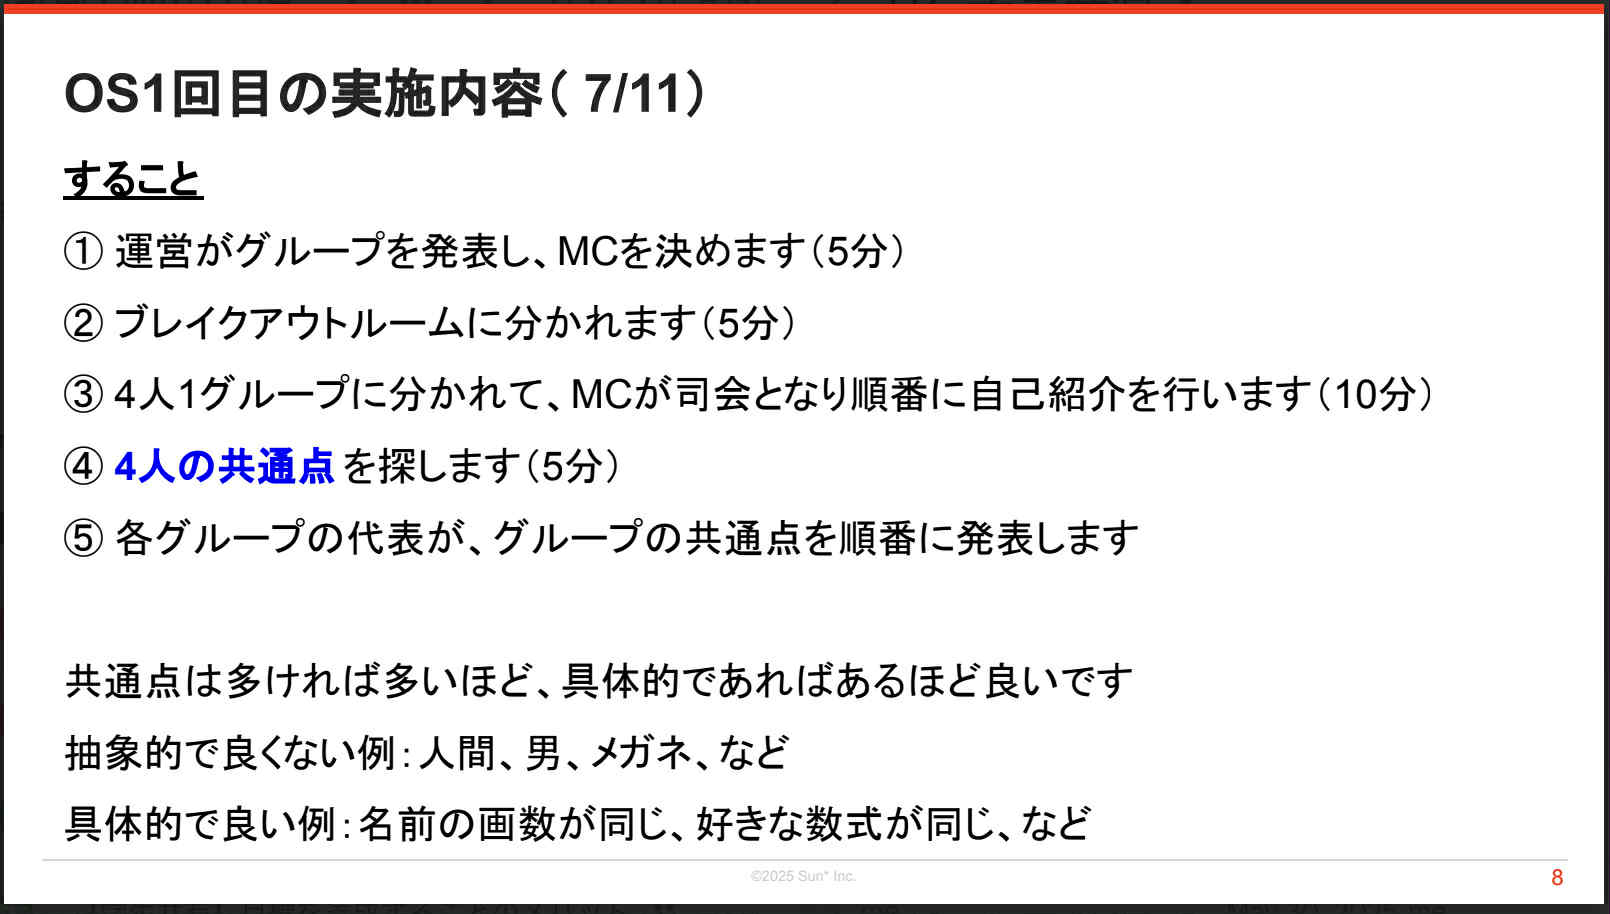 OS1回目の実施内容（ 7/11）
すること
① 運営がグループを発表し、MCを決めます（5分）
② ブレイクアウトルームに分かれます（5分）
③ 4人1グループに分かれて、MCが司会となり順番に自己紹介を行います（10分）
④ 4人の共通点 を探します（5分）
⑤ 各グループの代表が、グループの共通点を順番に発表します
共通点は多ければ多いほど、具体的であればあるほど良いです
抽象的で良くない例：人間、男、メガネ、など
具体的で良い例：名前の画数が同じ、好きな数式が同じ、など
©2025 Sun* Inc.
8